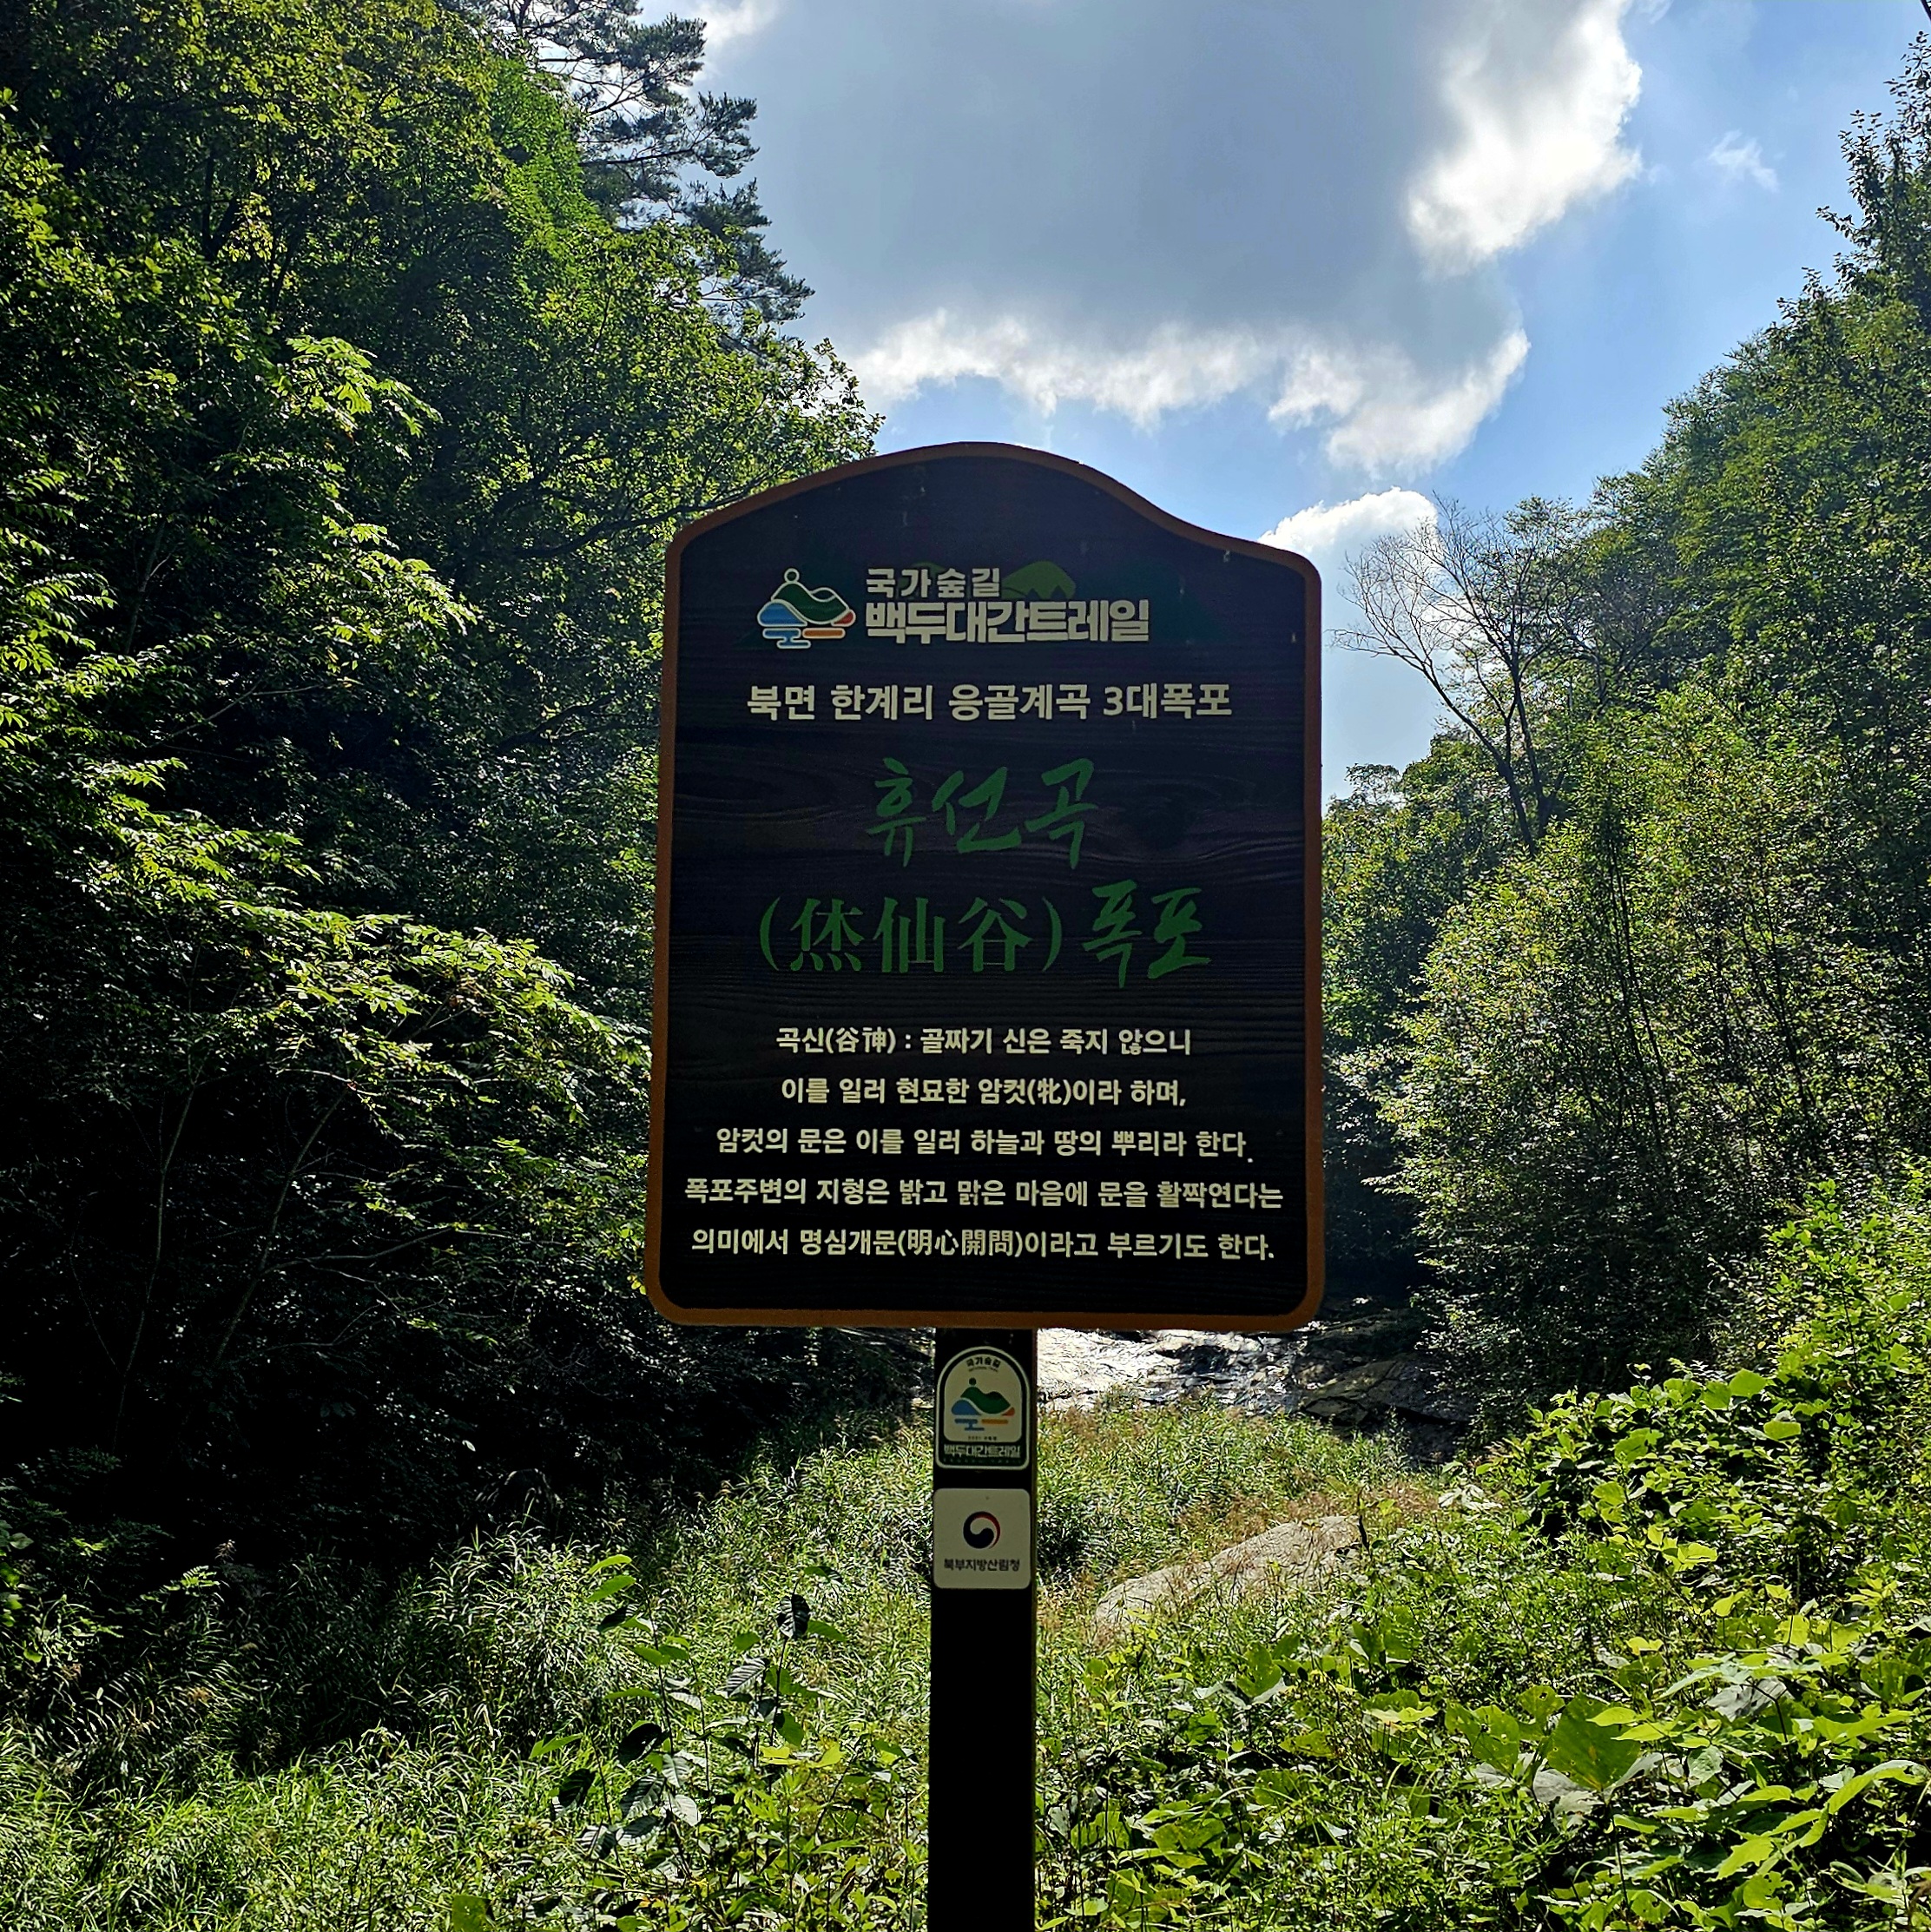 국가숲길
백두대간트레일
북면 한계리 응골계곡 3대폭포
휴선곡
(烋仙谷)폭포
곡신(谷神) : 골짜기 신은 죽지 않으니
이를 일러 현묘한 암컷(牝)이라 하며,
암컷의 문은 이를 일러 하늘과 땅의 뿌리라 한다.
폭포주변의 지형은 밝고 맑은 마음에 문을 활짝연다는
의미에서 명심개문(明心開問)이라고 부르기도 한다.
국가숲길
백두대간트레일
북부지방산림청